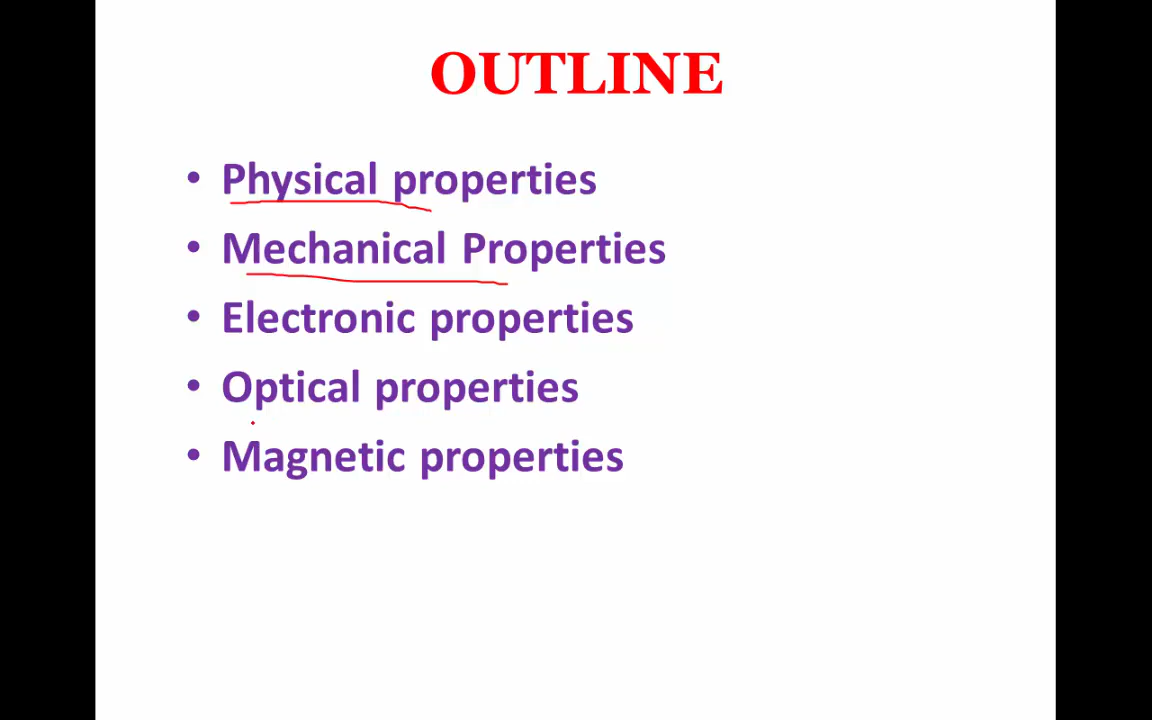 OUTLINE
• Physical properties
• Mechanical Properties
• Electronic properties
• Optical properties
• Magnetic properties